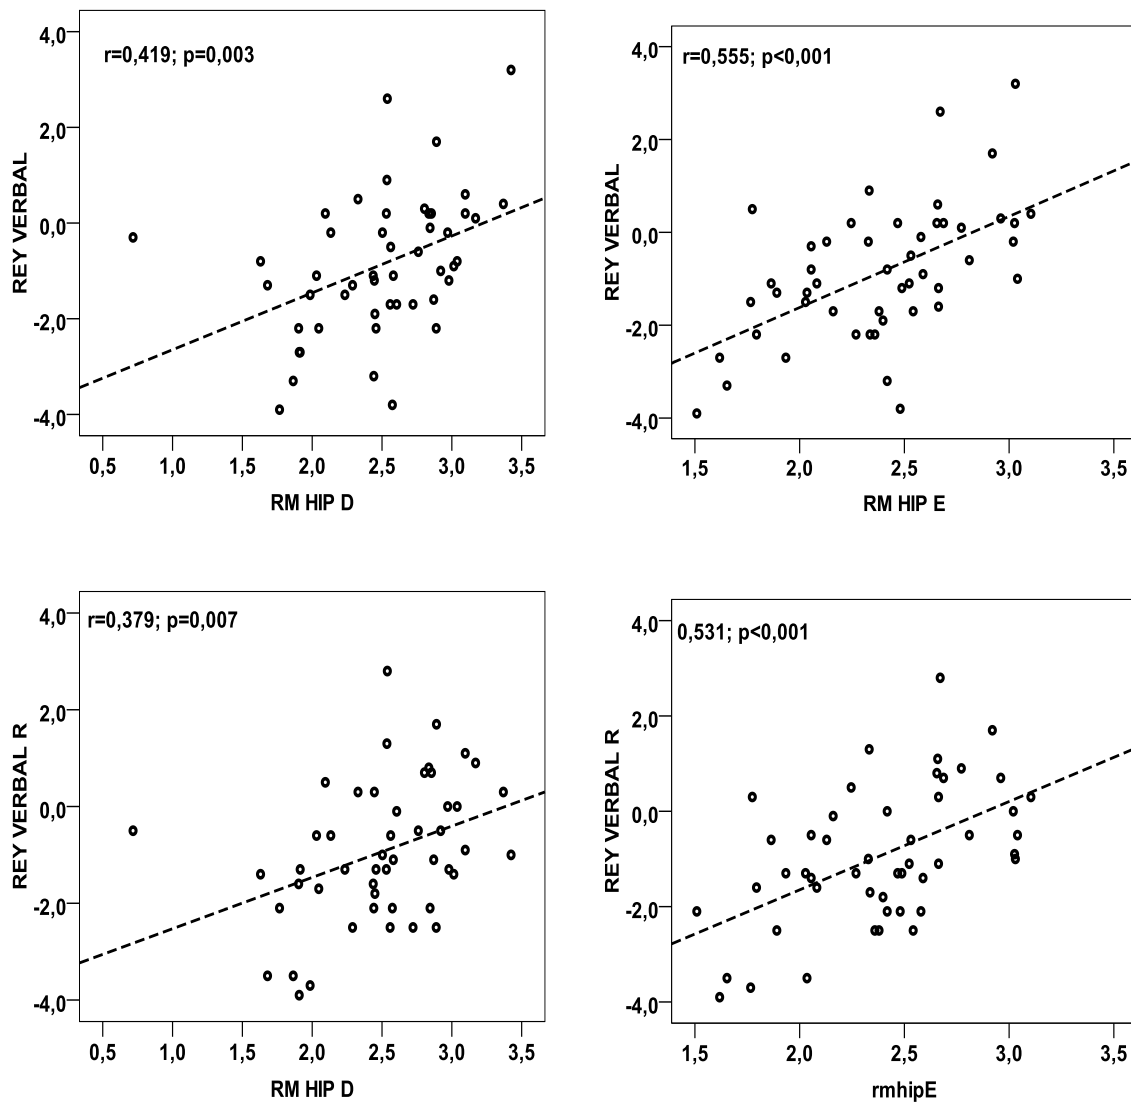 r=0,419; p=0,003
REY VERBAL
4,0
2,0
0,0
-2,0
-4,0
0,5 1,0 1,5 2,0 2,5 3,0 3,5
RM HIP D
r=0,555; p<0,001
REY VERBAL
4,0
2,0
0,0
-2,0
-4,0
1,5 2,0 2,5 3,0 3,5
RM HIP E
r=0,379; p=0,007
REY VERBAL R
4,0
2,0
0,0
-2,0
-4,0
0,5 1,0 1,5 2,0 2,5 3,0 3,5
RM HIP D
0,531; p<0,001
REY VERBAL R
4,0
2,0
0,0
-2,0
-4,0
1,5 2,0 2,5 3,0 3,5
rmhipE